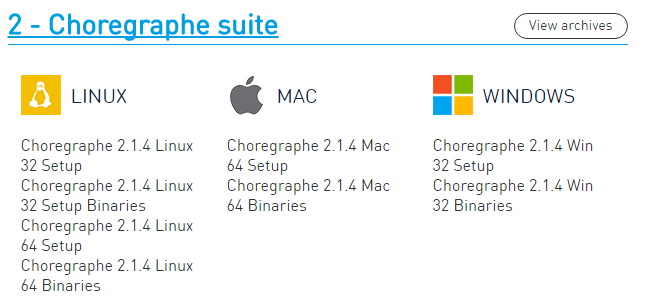 2 - Choregraphe suite
View archives
LINUX
Choregraphe 2.1.4 Linux
32 Setup
Choregraphe 2.1.4 Linux
32 Setup Binaries
Choregraphe 2.1.4 Linux
64 Setup
Choregraphe 2.1.4 Linux
64 Binaries
MAC
Choregraphe 2.1.4 Mac
64 Setup
Choregraphe 2.1.4 Mac
64 Binaries
WINDOWS
Choregraphe 2.1.4 Win
32 Setup
Choregraphe 2.1.4 Win
32 Binaries